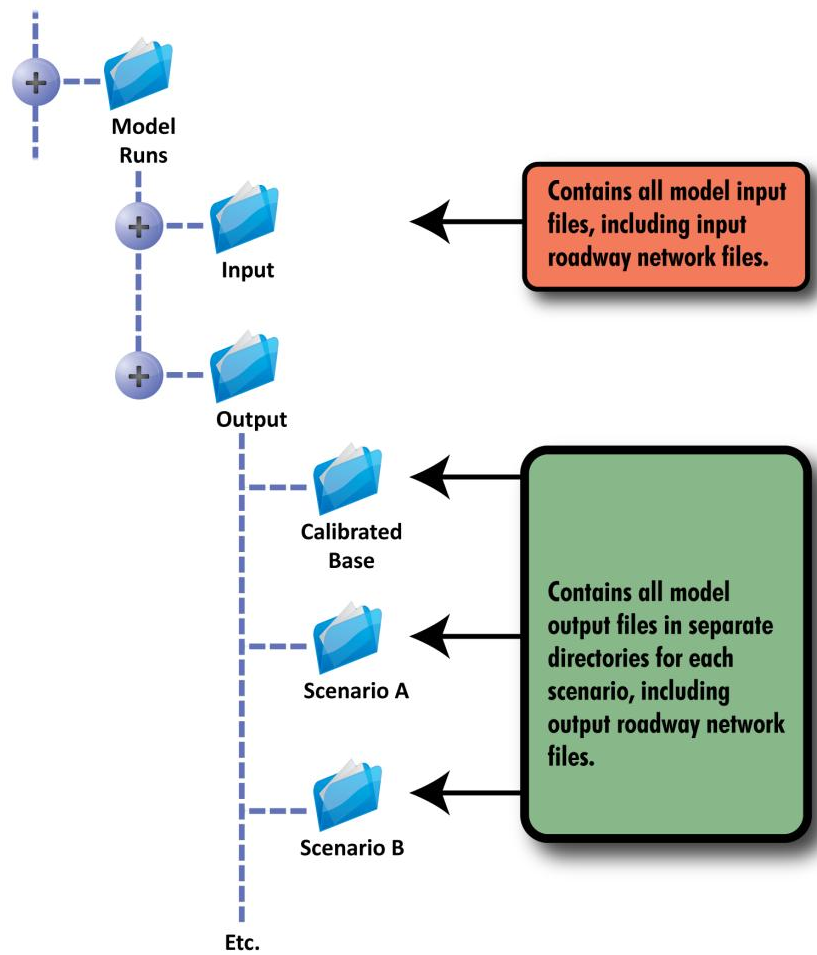 Model
Runs
Input
Contains all model input
files, including input
roadway network files.
Output
Calibrated
Base
Scenario A
Scenario B
Contains all model
output files in separate
directories for each
scenario, including
output roadway network
files.
Etc.